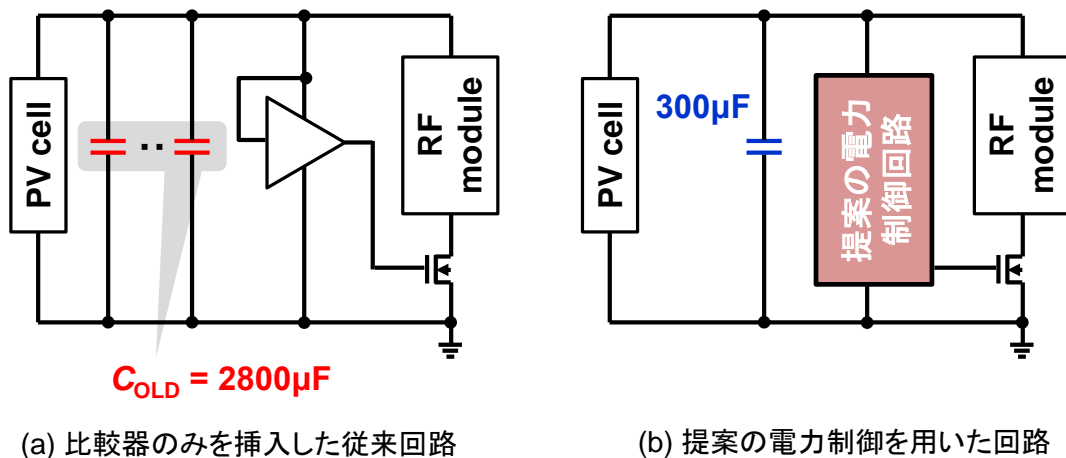 PV cell
RF
module
C_OLD = 2800μF
(a) 比較器のみを挿入した従来回路
PV cell
300μF
提案の電力
制御回路
RF
module
(b) 提案の電力制御を用いた回路